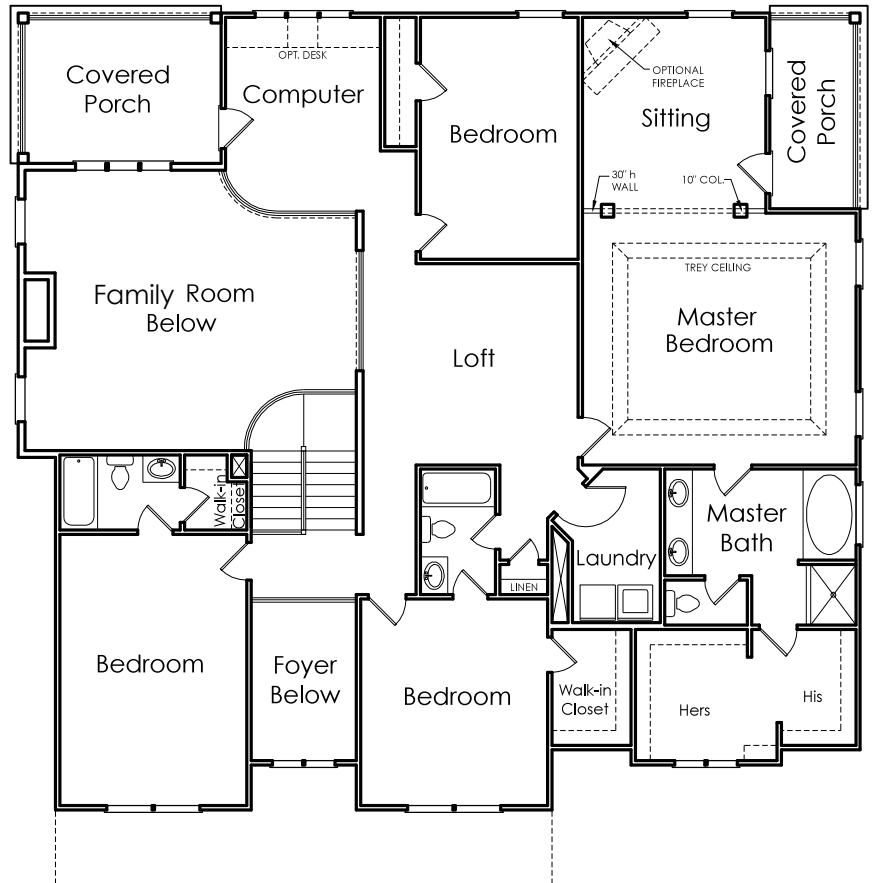 OPT. DESK
Covered
Porch
Computer
Bedroom
OPTIONAL
FIREPLACE
Sitting
Covered
Porch
30" h
WALL
10" COL.
TREY CEILING
Family Room
Below
Loft
Master
Bedroom
Walk-in
Closet
Laundry
Master
Bath
LINEN
Bedroom
Foyer
Below
Bedroom
Walk-in
Closet
Hers
His